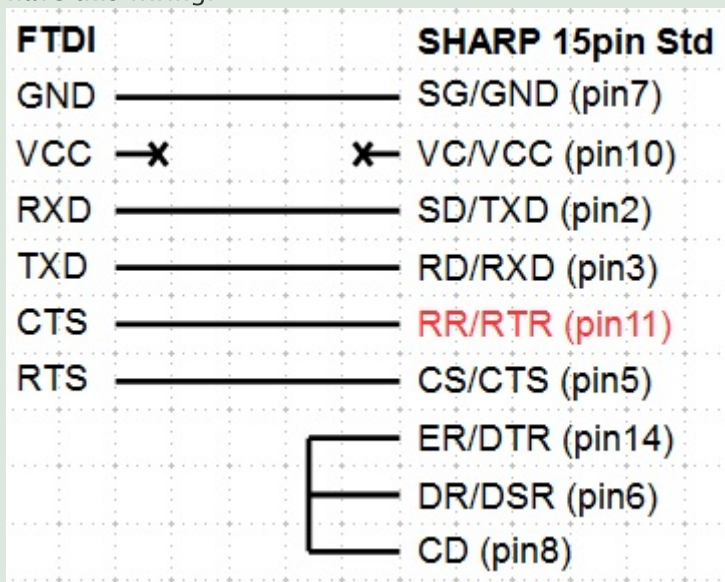 FTDI SHARP 15pin Std
GND SG/GND (pin7)
VCC VC/VCC (pin10)
RXD SD/TXD (pin2)
TXD RD/RXD (pin3)
CTS RR/RTR (pin11)
RTS CS/CTS (pin5)
ER/DTR (pin14)
DR/DSR (pin6)
CD (pin8)